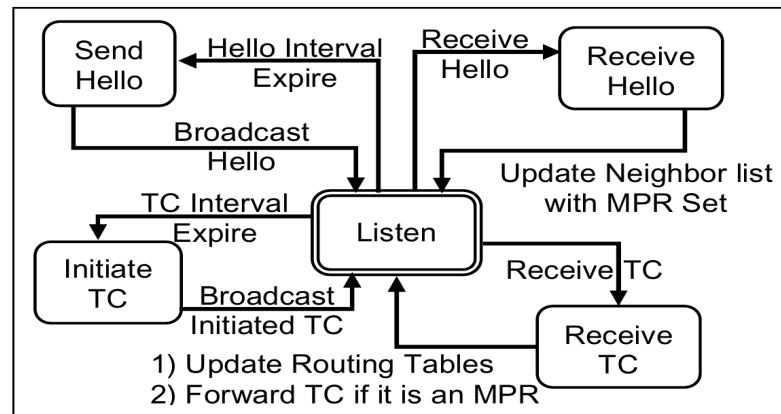 Send
Hello
Hello Interval
Expire
Receive
Hello
Receive
Hello
Broadcast
Hello
Update Neighbor list
with MPR Set
TC Interval
Expire
Listen
Initiate
TC
Broadcast
Initiated TC
Receive TC
Receive
TC
1) Update Routing Tables
2) Forward TC if it is an MPR